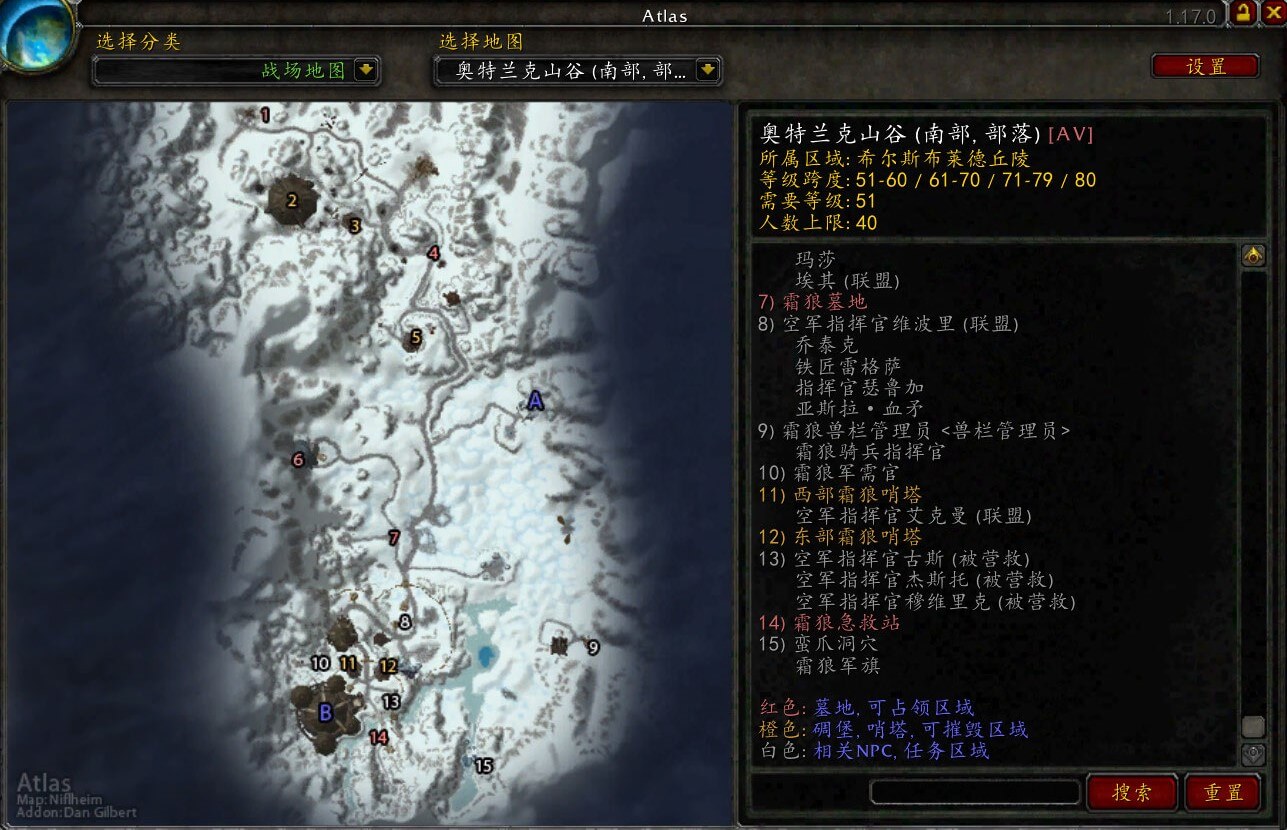 Atlas
1.17.0
选择分类
选择地图
战场地图
奥特兰克山谷 (南部, 部...
设置
1
2
3
4
5
A
6
7
8
9
10
11
12
B
13
14
15
Atlas
Map: Niflheim
Addon: Dan Gilbert
奥特兰克山谷 (南部, 部落) [AV]
所属区域: 希尔斯布莱德丘陵
等级跨度: 51-60 / 61-70 / 71-79 / 80
需要等级: 51
人数上限: 40
玛莎
埃其 (联盟)
7) 霜狼墓地
8) 空军指挥官维波里 (联盟)
乔泰克
铁匠雷格萨
指挥官瑟鲁加
亚斯拉·血矛
9) 霜狼兽栏管理员 <兽栏管理员>
霜狼骑兵指挥官
10) 霜狼军需官
11) 西部霜狼哨塔
空军指挥官艾克曼 (联盟)
12) 东部霜狼哨塔
13) 空军指挥官古斯 (被营救)
空军指挥官杰斯托 (被营救)
空军指挥官穆维里克 (被营救)
14) 霜狼急救站
15) 蛮爪洞穴
霜狼军旗
红色: 墓地, 可占领区域
橙色: 碉堡, 哨塔, 可摧毁区域
白色: 相关NPC, 任务区域
搜索
重置